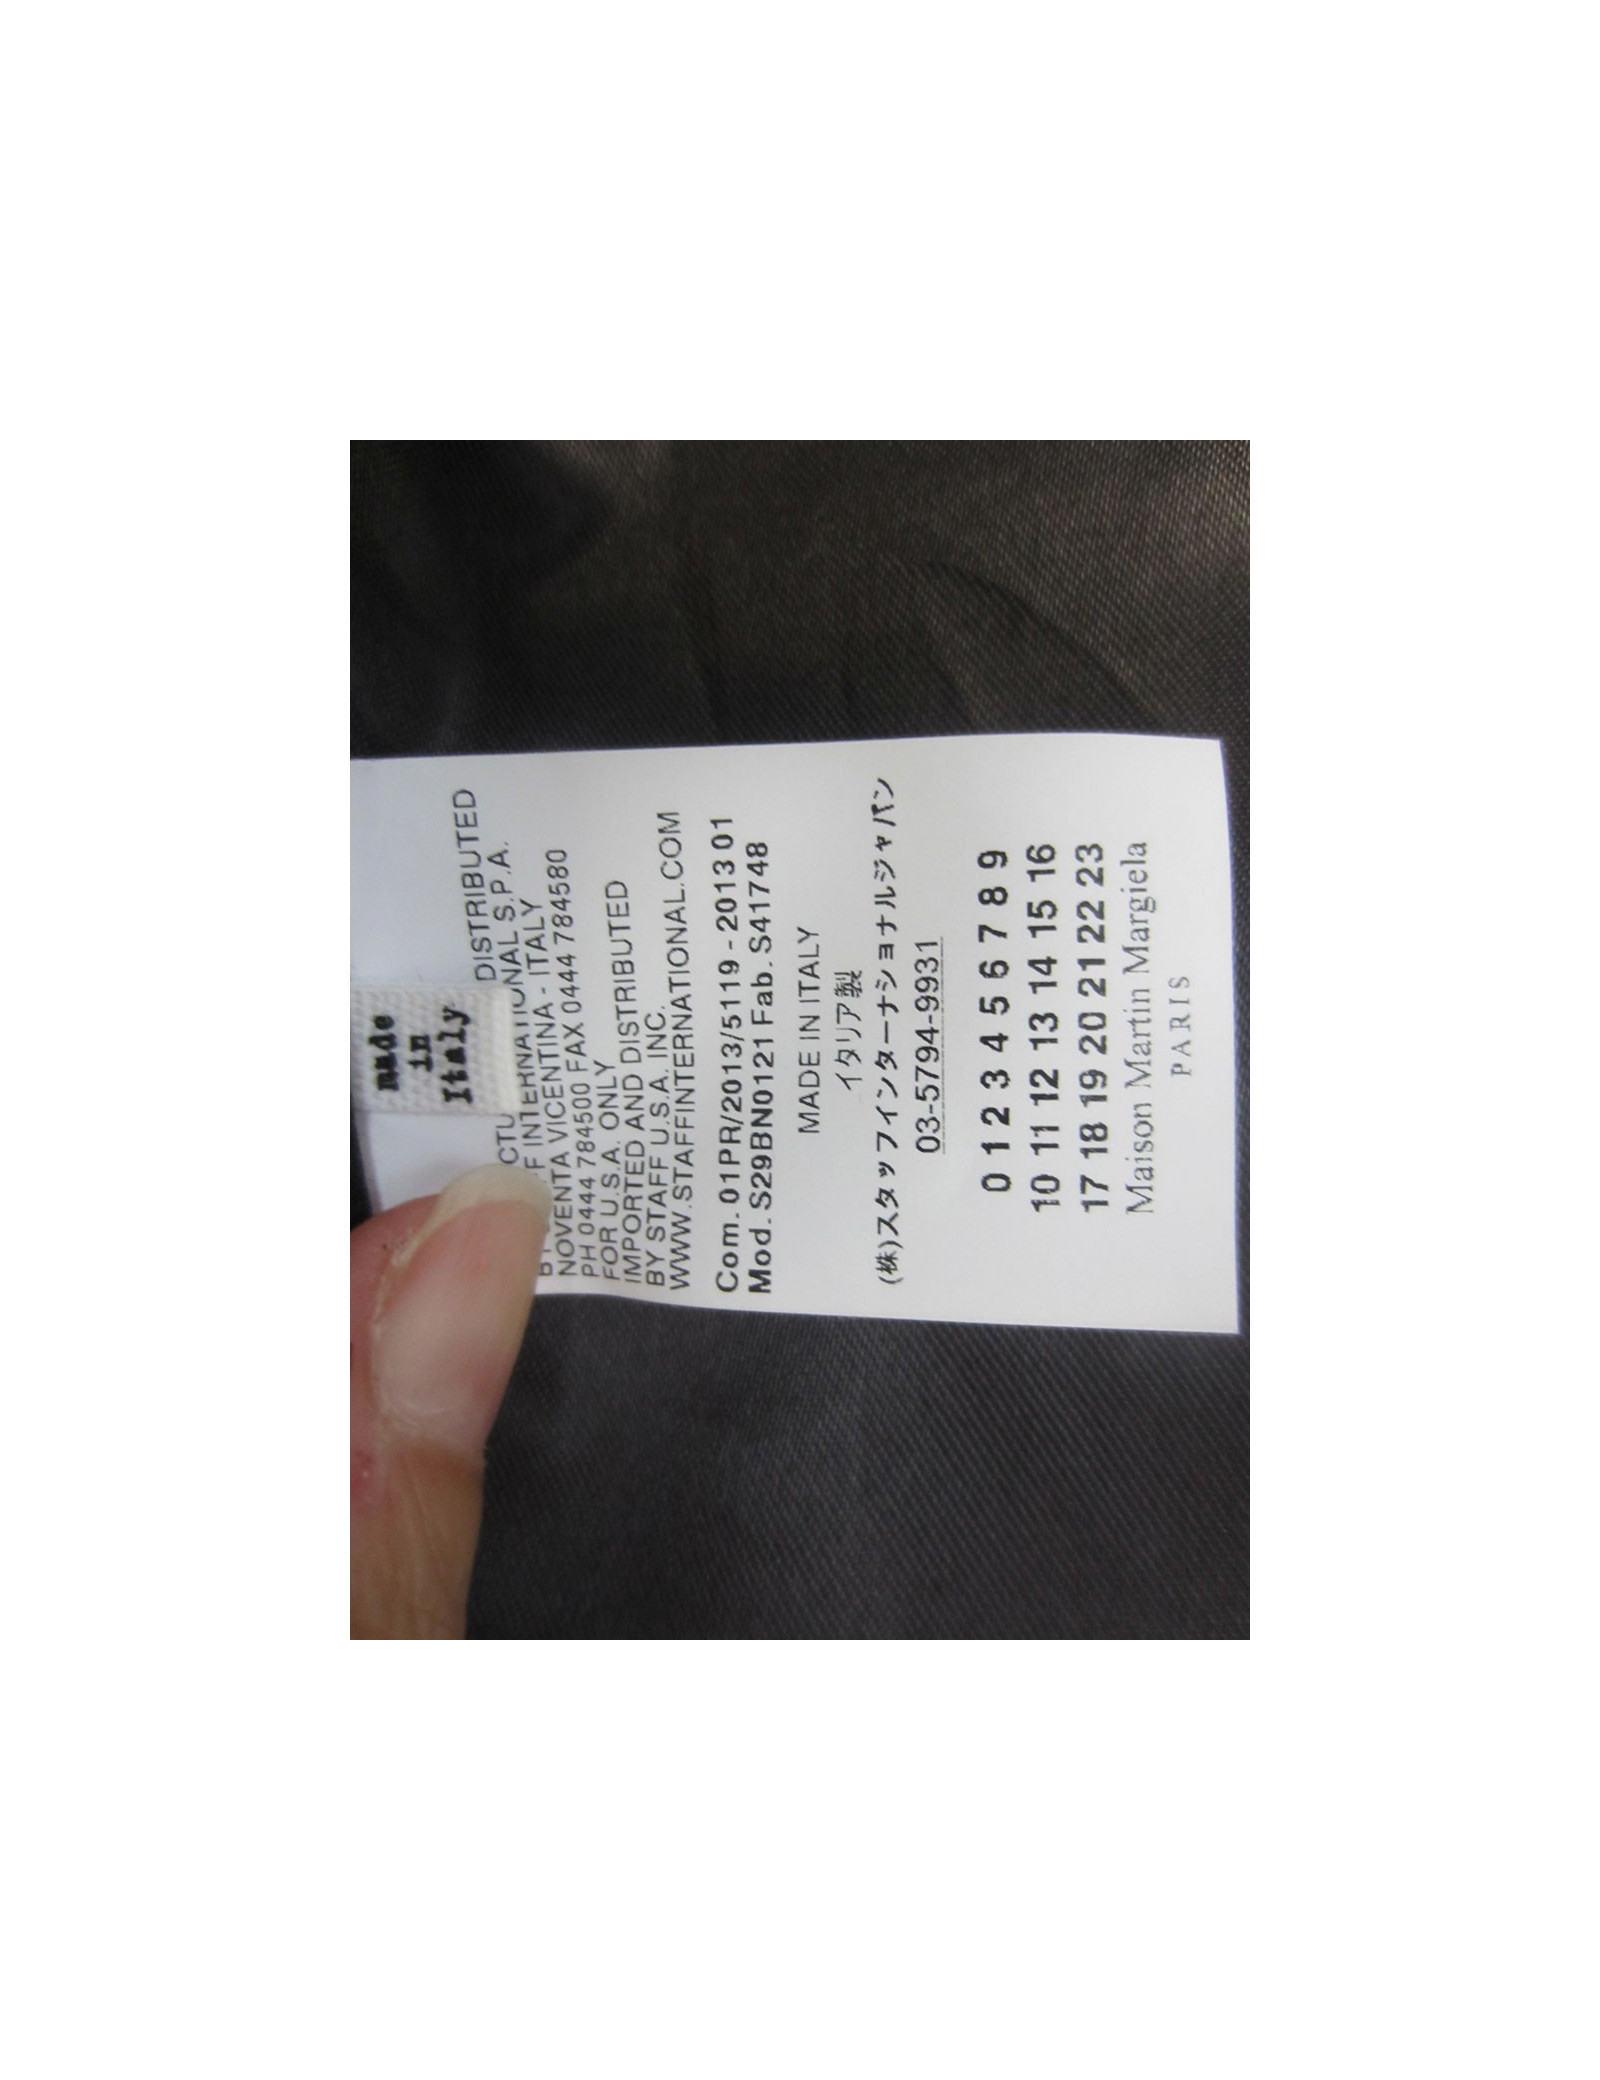 made
in
Italy
DISTRIBUTED
INTERNATIONAL S.P.A.
NOVENTA VICENTINA - ITALY
PH 0444 784500 FAX 0444 784580
FOR U.S.A. ONLY
IMPORTED AND DISTRIBUTED
BY STAFF U.S.A. INC.
WWW.STAFFINTERNATIONAL.COM
Com. 01PR/2013/5119 - 2013 01
Mod. S29BN0121 Fab. S41748
MADE IN ITALY
イタリア製
(株)スタッフインターナショナルジャパン
03-5794-9931
0 1 2 3 4 5 6 7 8 9
10 11 12 13 14 15 16
17 18 19 20 21 22 23
Maison Martin Margiela
PARIS